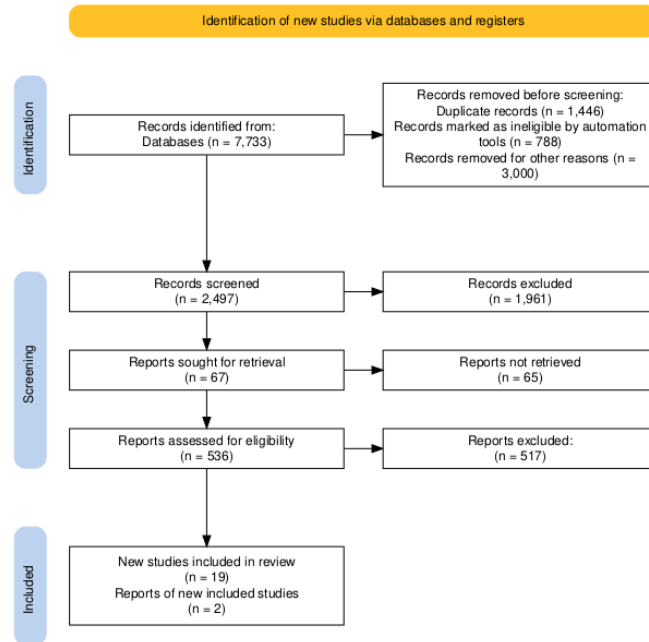 Identification of new studies via databases and registers
Identification
Records identified from:
Databases (n = 7,733)
Records removed before screening:
Duplicate records (n = 1,446)
Records marked as ineligible by automation
tools (n = 788)
Records removed for other reasons (n =
3,000)
Screening
Records screened
(n = 2,497)
Records excluded
(n = 1,961)
Reports sought for retrieval
(n = 67)
Reports not retrieved
(n = 65)
Reports assessed for eligibility
(n = 536)
Reports excluded:
(n = 517)
Included
New studies included in review
(n = 19)
Reports of new included studies
(n = 2)